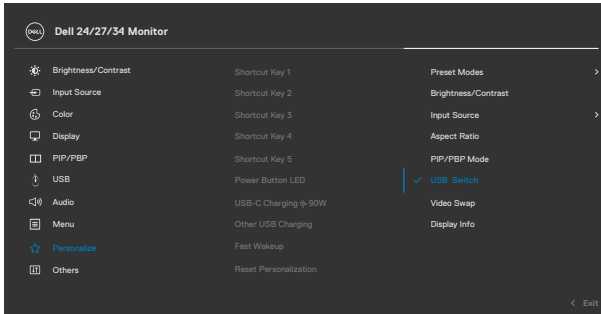 DELL Dell 24/27/34 Monitor
Brightness/Contrast
Input Source
Color
Display
PIP/PBP
USB
Audio
Menu
Personalize
Others
Shortcut Key 1
Shortcut Key 2
Shortcut Key 3
Shortcut Key 4
Shortcut Key 5
Power Button LED
USB-C Charging 90W
Other USB Charging
Fast Wakeup
Reset Personalization
Preset Modes
Brightness/Contrast
Input Source
Aspect Ratio
PIP/PBP Mode
USB Switch
Video Swap
Display Info
Exit